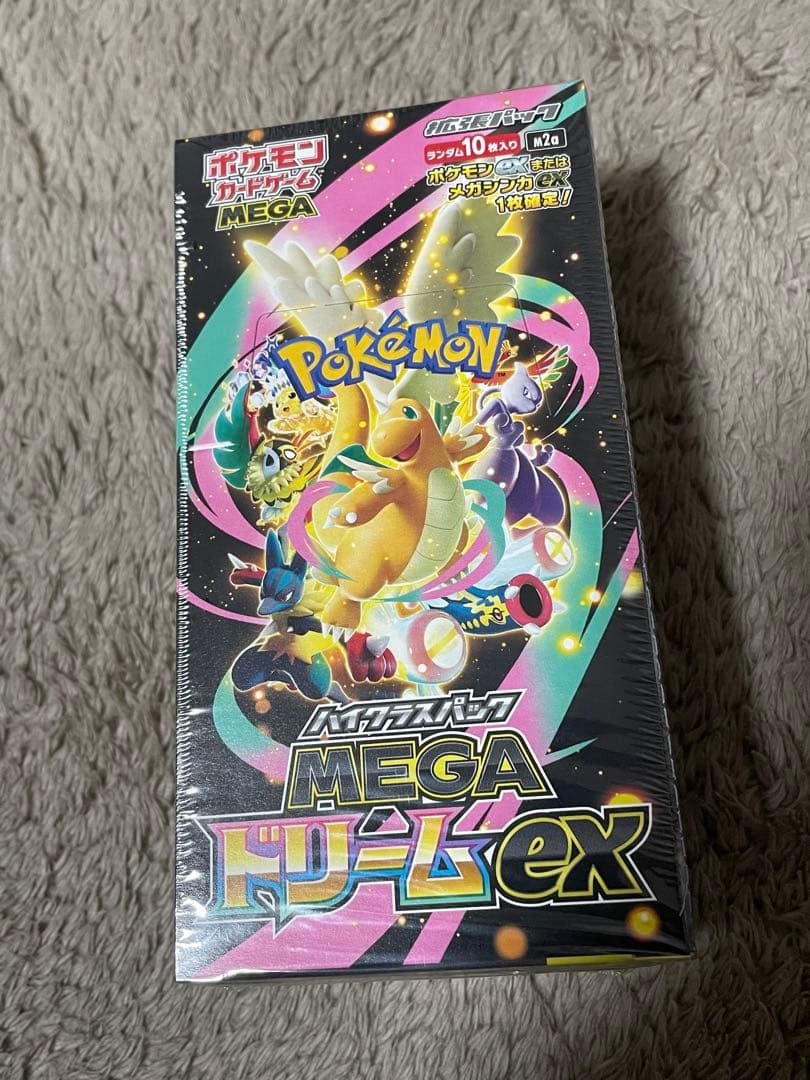 拡張パック
ポケモン
カードゲーム
MEGA
ランダム10枚入り M2a
ポケモンexまたは
メガシンカex
1枚確定!
POKéMON
ハイクラスパック
MEGA
ドリームex